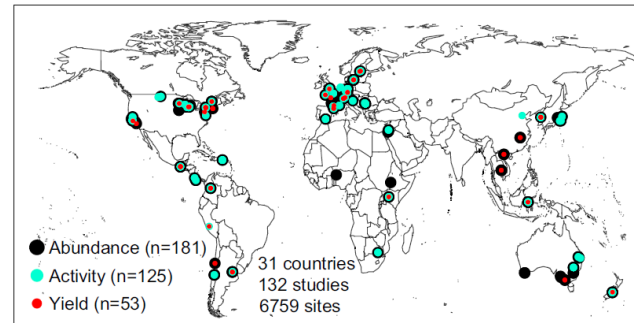 Abundance (n=181)
Activity (n=125)
Yield (n=53)
31 countries
132 studies
6759 sites